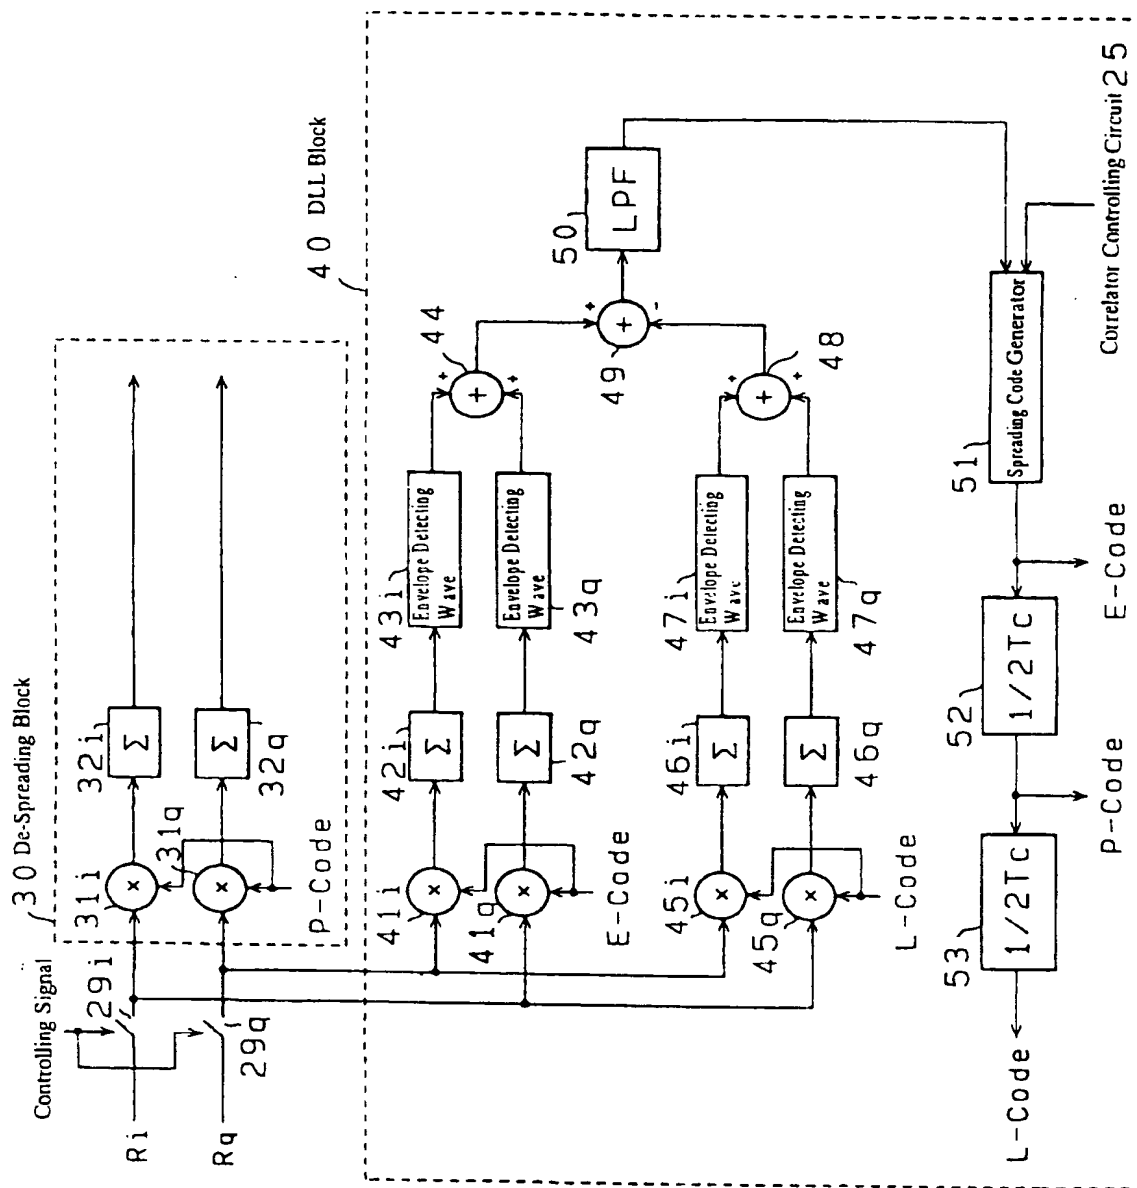 Controlling Signal
Ri
Rq
29i
29q
30 De-Spreading Block
31i
×
31q
×
P-Code
32i
Σ
Σ
32q
40 DLL Block
41i
×
41q
×
E-Code
42i
Σ
Σ
42q
43i
Envelope Detecting
Wave
Envelope Detecting
Wave
43q
44
+
+
+
45i
×
45q
×
L-Code
46i
Σ
Σ
46q
47i
Envelope Detecting
Wave
Envelope Detecting
Wave
47q
+
+
+
48
49
+
+
-
50
LPF
Correlator Controlling Circuit 25
51
Spreading Code Generator
E-Code
52
1/2Tc
P-Code
53
1/2Tc
L-Code